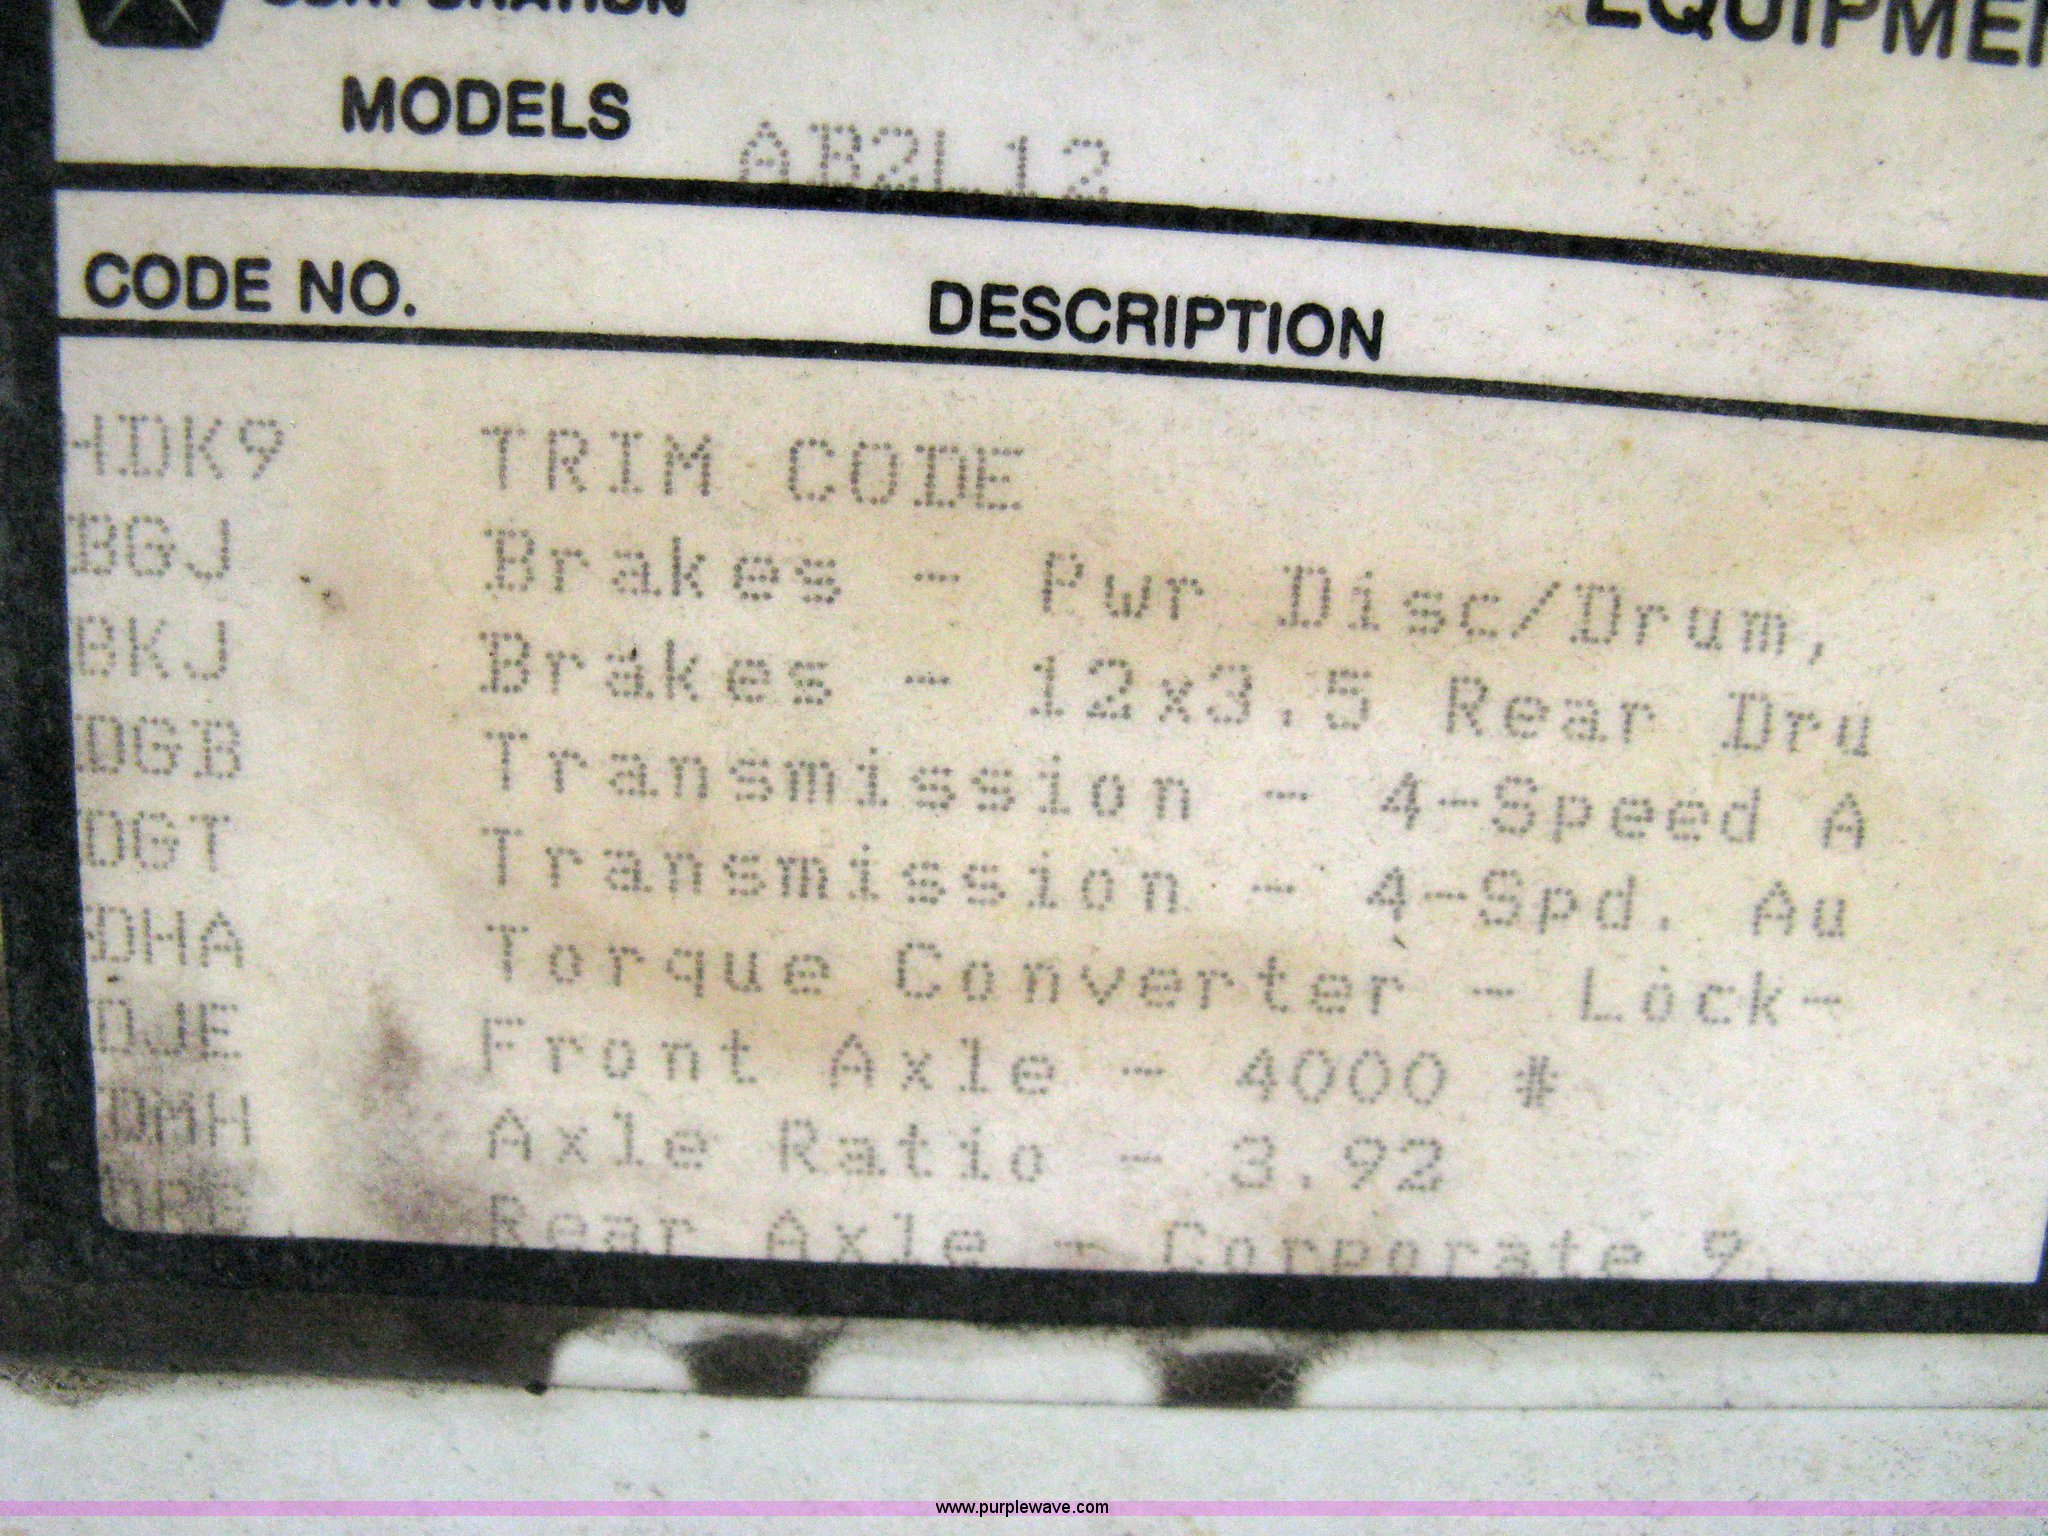 CORPORATION
EQUIPMEN
MODELS AB2L12
CODE NO. DESCRIPTION
HDK9 TRIM CODE
BGJ Brakes - Pwr Disc/Drum,
BKJ Brakes - 12x3.5 Rear Dru
DGB Transmission - 4-Speed A
DGT Transmission - 4-Spd. Au
DHA Torque Converter - Lock-
DJE Front Axle - 4000 #
DMH Axle Ratio - 3.92
Rear Axle - Corporate 9.
www.purplewave.com